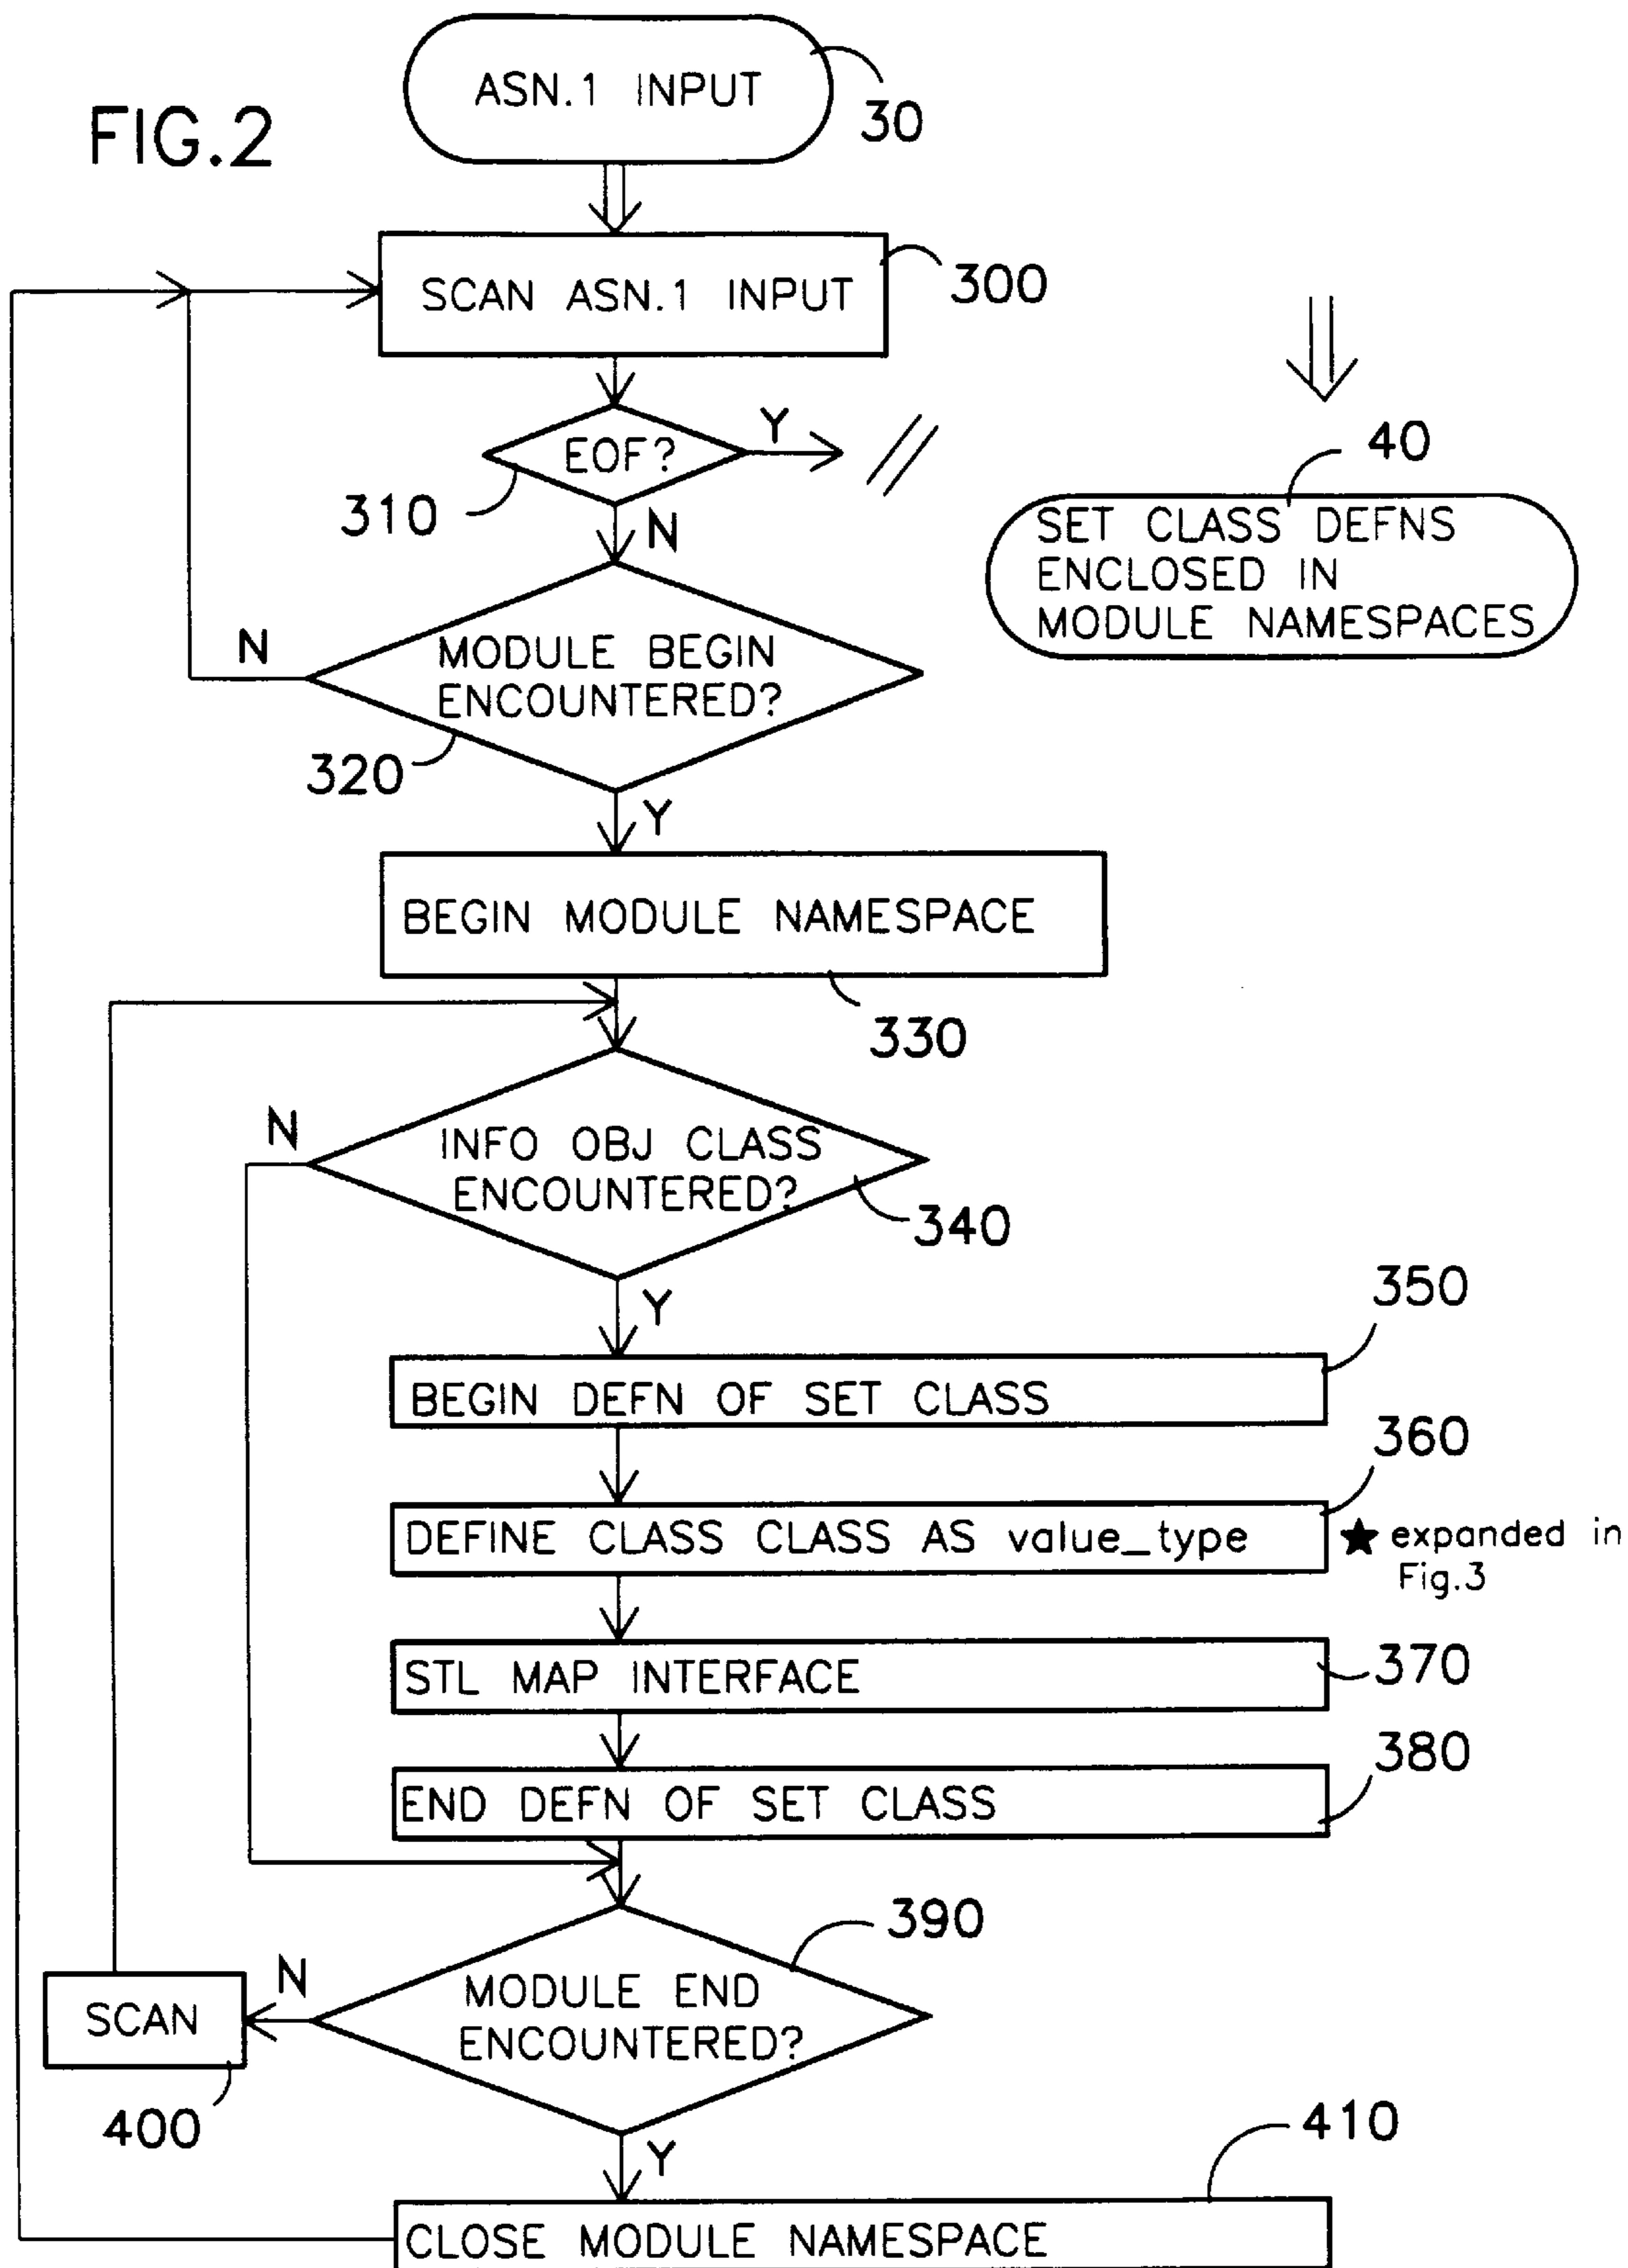 FIG.2
ASN.1 INPUT
30
SCAN ASN.1 INPUT
300
EOF?
Y
310
N
40
SET CLASS DEFNS
ENCLOSED IN
MODULE NAMESPACES
MODULE BEGIN
ENCOUNTERED?
N
320
Y
BEGIN MODULE NAMESPACE
330
INFO OBJ CLASS
ENCOUNTERED?
N
340
Y
350
BEGIN DEFN OF SET CLASS
360
DEFINE CLASS CLASS AS value_type
★ expanded in
Fig.3
STL MAP INTERFACE
370
380
END DEFN OF SET CLASS
390
MODULE END
ENCOUNTERED?
N
SCAN
400
Y
410
CLOSE MODULE NAMESPACE